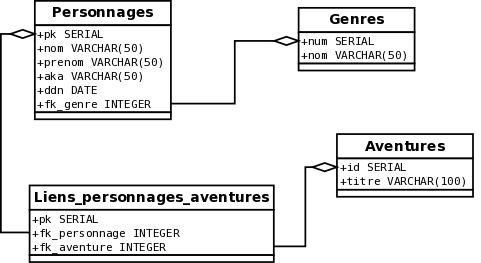 Personnages
+pk SERIAL
+nom VARCHAR(50)
+prenom VARCHAR(50)
+aka VARCHAR(50)
+ddn DATE
+fk_genre INTEGER
Genres
+num SERIAL
+nom VARCHAR(50)
Aventures
+id SERIAL
+titre VARCHAR(100)
Liens_personnages_aventures
+pk SERIAL
+fk_personnage INTEGER
+fk_aventure INTEGER